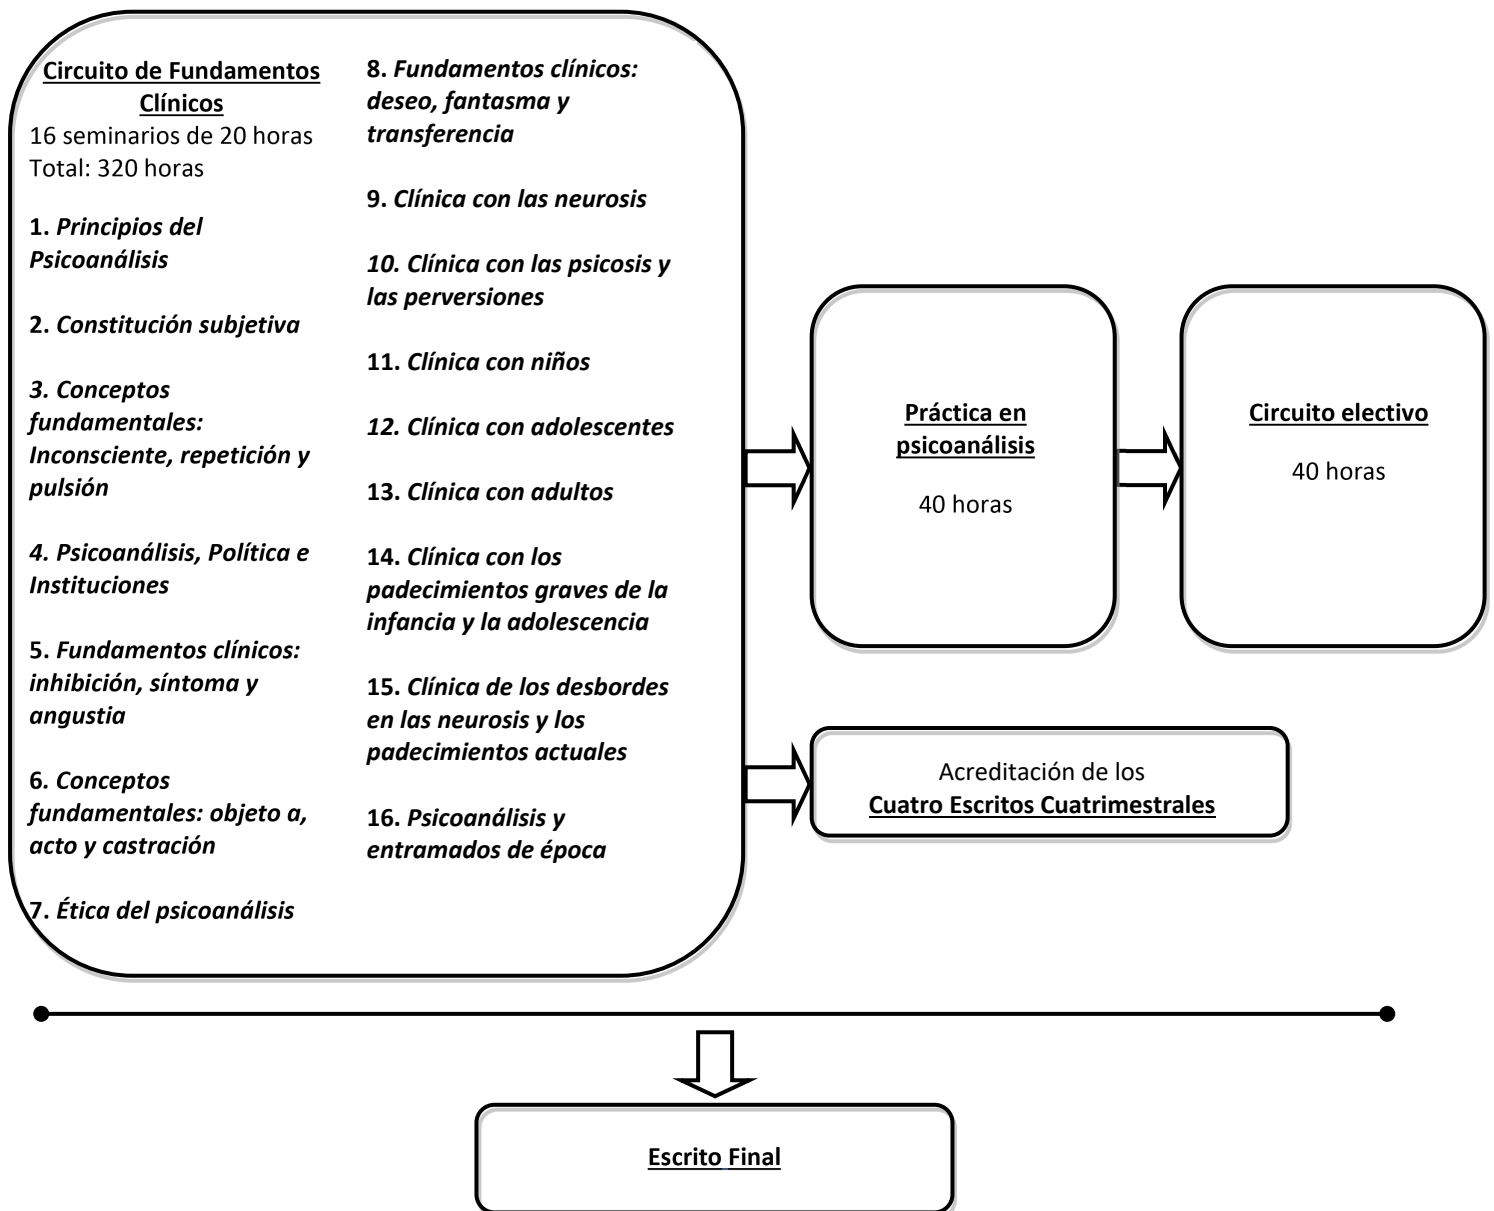 Circuito de Fundamentos
Clínicos
16 seminarios de 20 horas
Total: 320 horas
1. Principios del
Psicoanálisis
2. Constitución subjetiva
3. Conceptos
fundamentales:
Inconsciente, repetición y
pulsión
4. Psicoanálisis, Política e
Instituciones
5. Fundamentos clínicos:
inhibición, síntoma y
angustia
6. Conceptos
fundamentales: objeto a,
acto y castración
7. Ética del psicoanálisis
8. Fundamentos clínicos:
deseo, fantasma y
transferencia
9. Clínica con las neurosis
10. Clínica con las psicosis y
las perversiones
11. Clínica con niños
12. Clínica con adolescentes
13. Clínica con adultos
14. Clínica con los
padecimientos graves de la
infancia y la adolescencia
15. Clínica de los desbordes
en las neurosis y los
padecimientos actuales
16. Psicoanálisis y
entramados de época
Práctica en
psicoanálisis
40 horas
Circuito electivo
40 horas
Acreditación de los
Cuatro Escritos Cuatrimestrales
Escrito Final